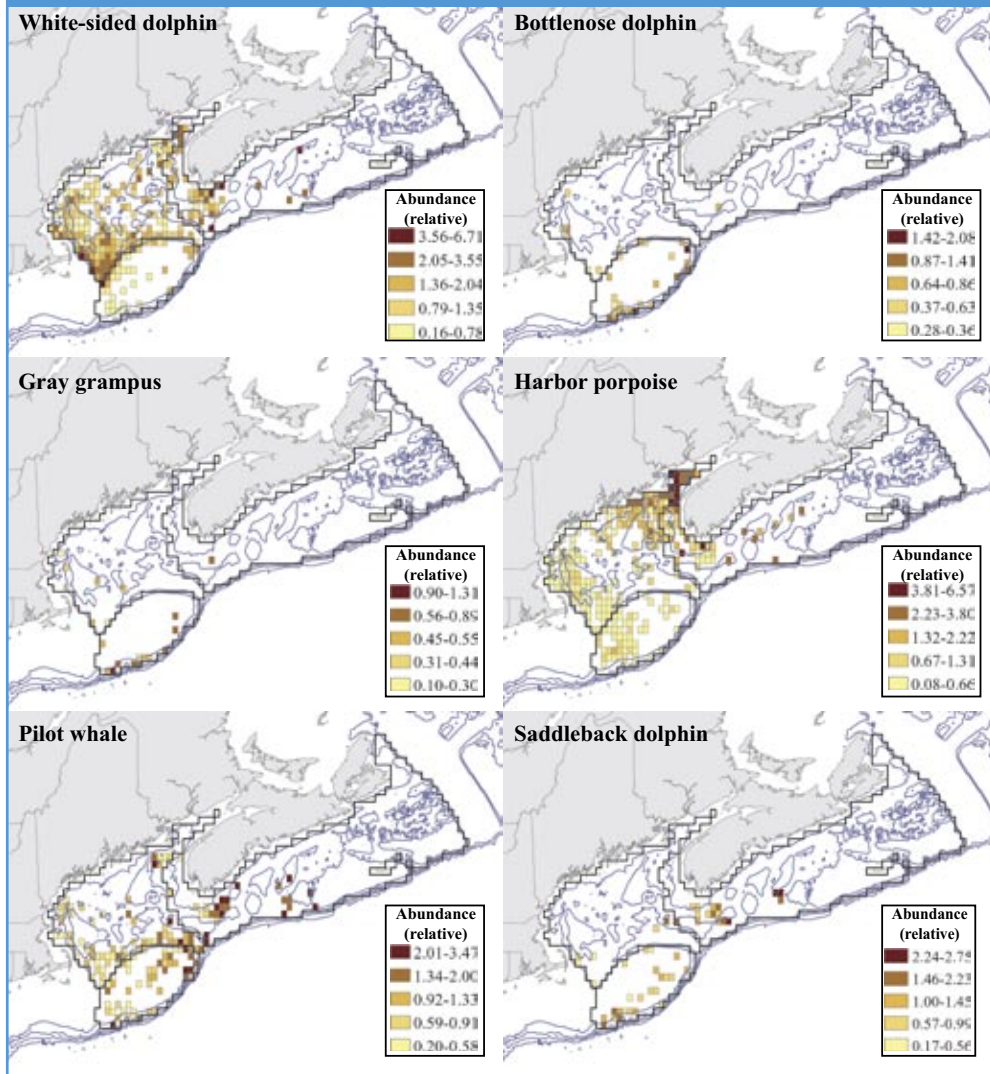 White-sided dolphin
Abundance
(relative)
3.56-6.71
2.05-3.55
1.36-2.04
0.79-1.35
0.16-0.78
Bottlenose dolphin
Abundance
(relative)
1.42-2.08
0.87-1.41
0.64-0.86
0.37-0.63
0.28-0.36
Gray grampus
Abundance
(relative)
0.90-1.31
0.56-0.89
0.45-0.55
0.31-0.44
0.10-0.30
Harbor porpoise
Abundance
(relative)
3.81-6.57
2.23-3.80
1.32-2.22
0.67-1.31
0.08-0.66
Pilot whale
Abundance
(relative)
2.01-3.47
1.34-2.00
0.92-1.33
0.59-0.91
0.20-0.58
Saddleback dolphin
Abundance
(relative)
1.46-2.23
1.00-1.45
0.57-0.99
0.17-0.56